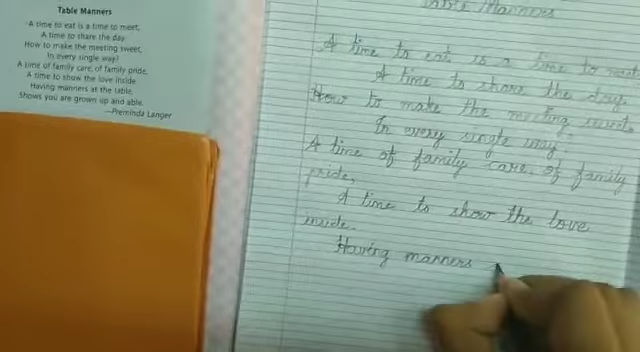 Table Manners
A time to eat is a time to meet,
A time to share the day.
How to make the meeting sweet,
In every single way?
A time of family care, of family pride,
A time to show the love inside.
Having manners at the table,
Shows you are grown up and able.
—Preminda Langer
Table Manners
A time to eat is a time to meet
A time to share the day.
How to make the meeting sweet
In every single way?
A time of family care, of family
pride,
A time to show the love
inside.
Having manners